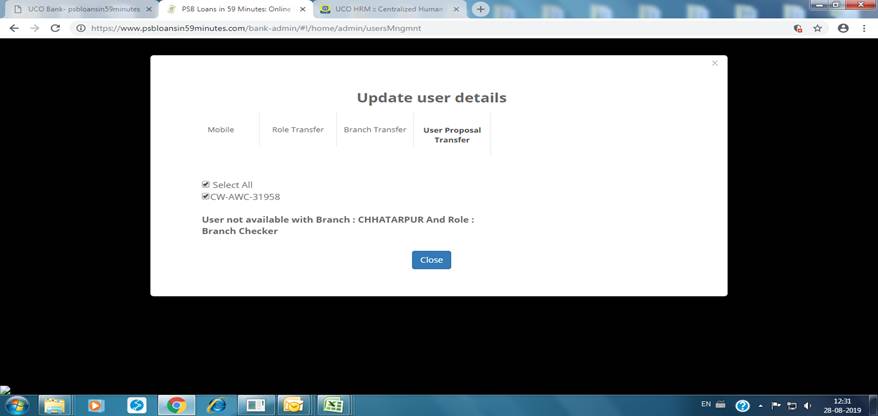 UCO Bank- psbloansin59minutes
PSB Loans in 59 Minutes: Online
UCO HRM :: Centralized Human
https://www.psbloansin59minutes.com/bank-admin/#!/home/admin/usersMngmnt
Update user details
Mobile
Role Transfer
Branch Transfer
User Proposal
Transfer
Select All
CW-AWC-31958
User not available with Branch : CHHATARPUR And Role :
Branch Checker
Close
EN
12:31
28-08-2019